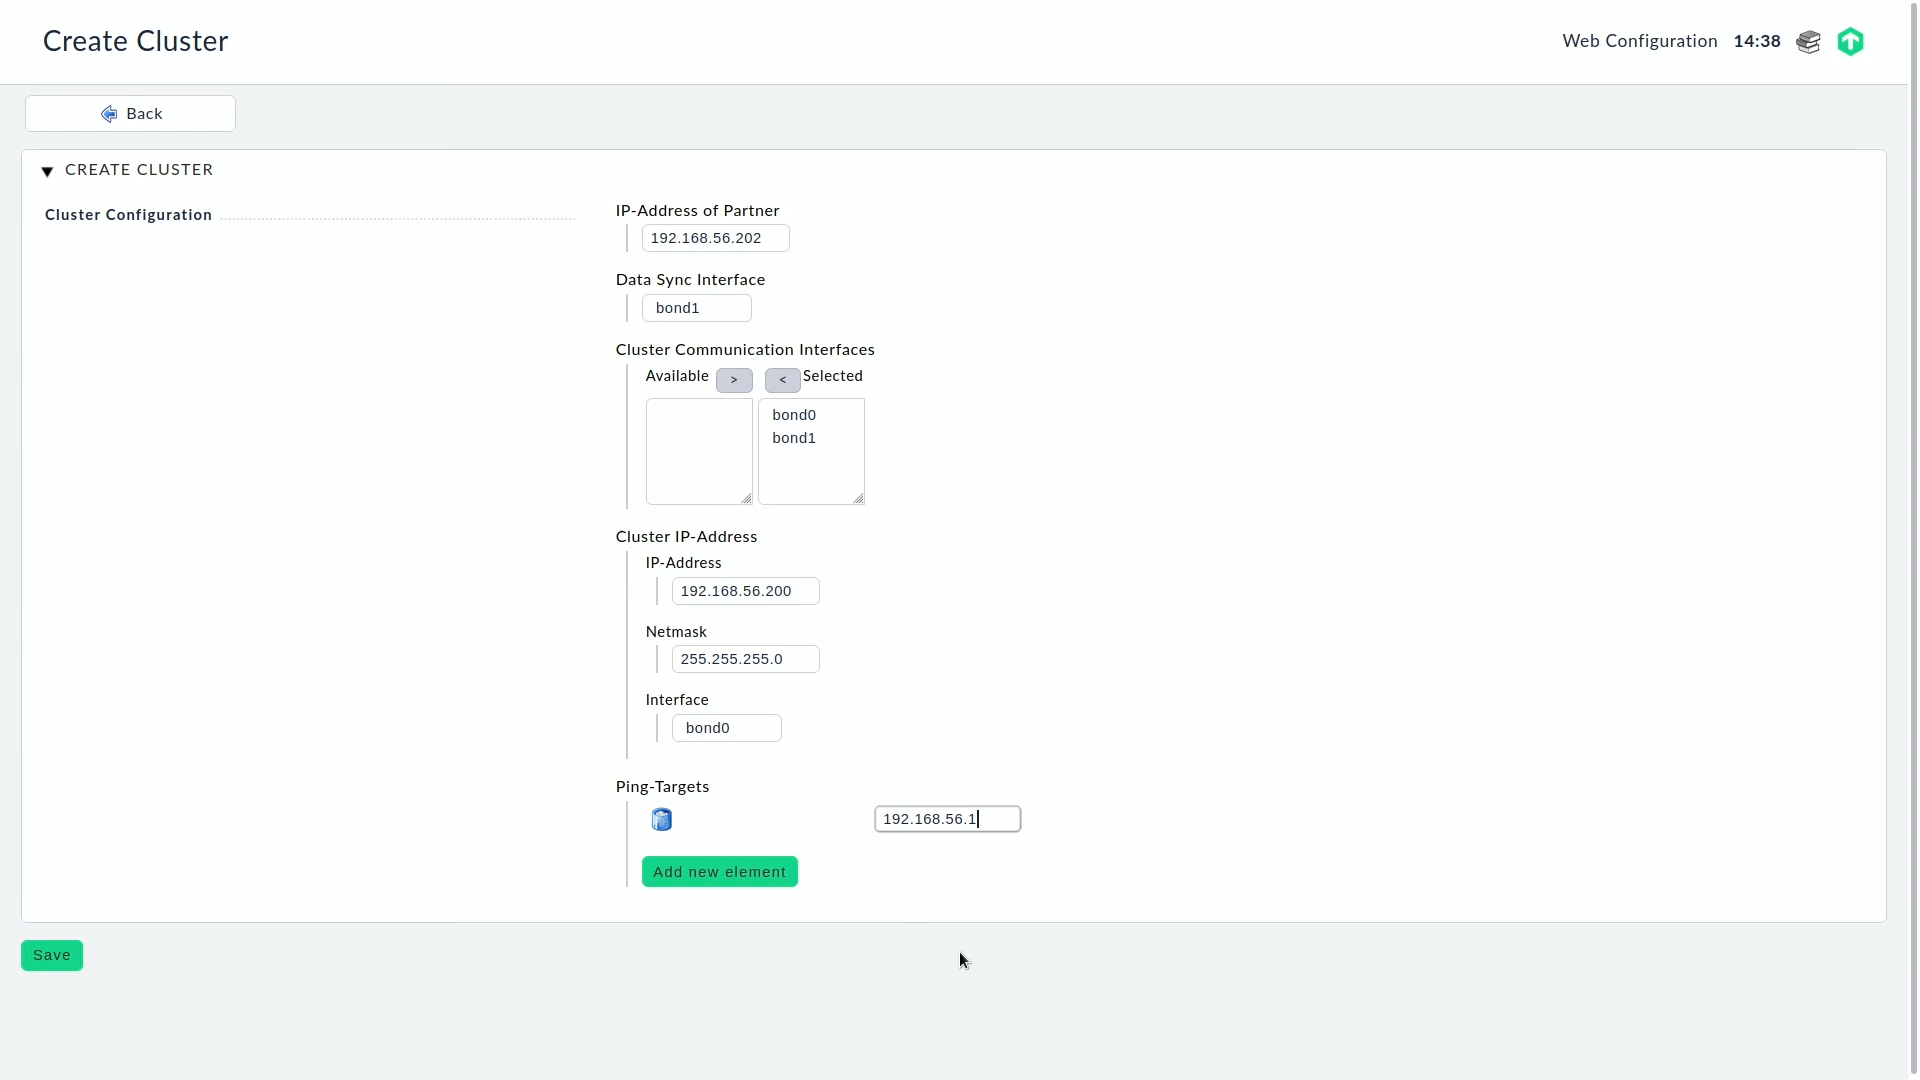 Create Cluster
Web Configuration 14:38
Back
CREATE CLUSTER
Cluster Configuration
IP-Address of Partner
192.168.56.202
Data Sync Interface
bond1
Cluster Communication Interfaces
Available > < Selected
bond0
bond1
Cluster IP-Address
IP-Address
192.168.56.200
Netmask
255.255.255.0
Interface
bond0
Ping-Targets
192.168.56.1
Add new element
Save